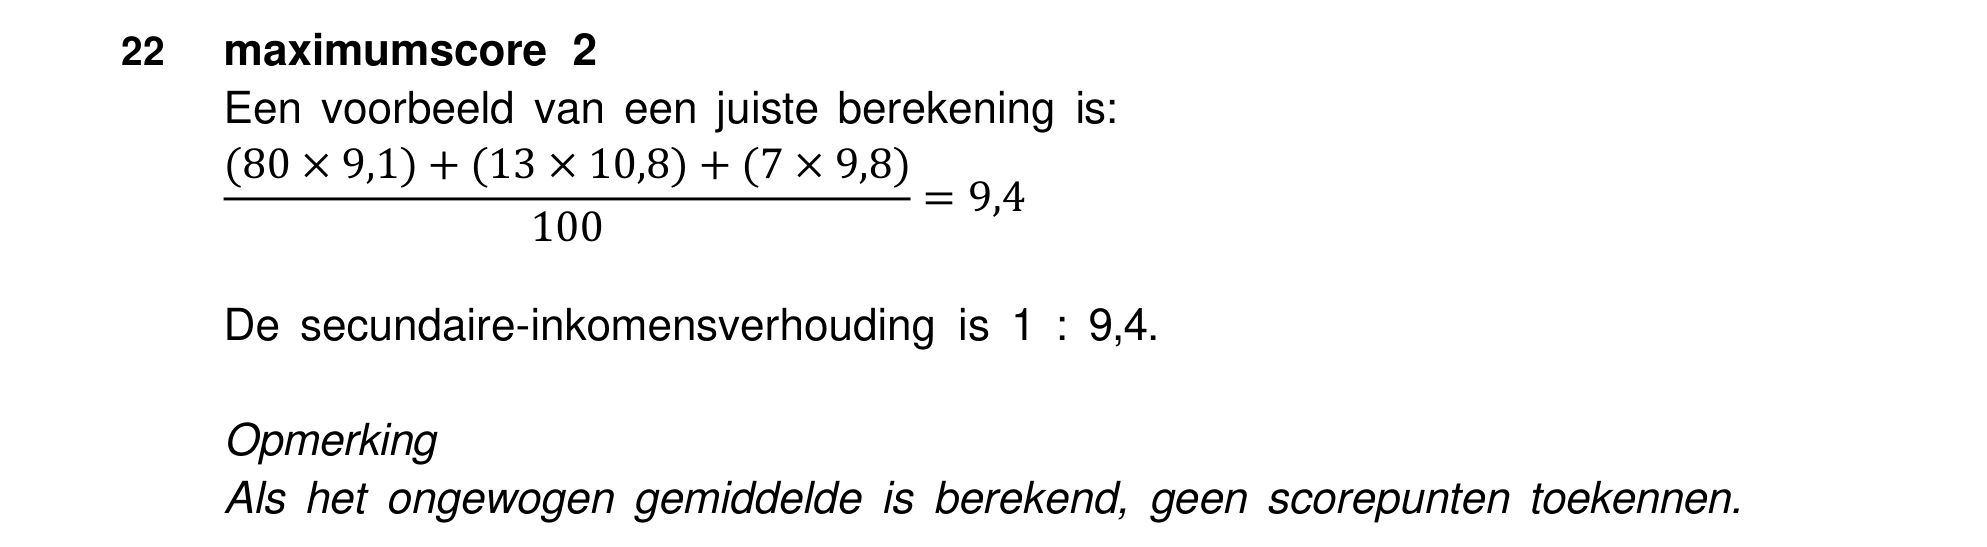 22 maximumscore 2
Een voorbeeld van een juiste berekening is:
(80 × 9,1) + (13 × 10,8) + (7 × 9,8)
= 9,4
100
De secundaire-inkomensverhouding is 1 : 9,4.
Opmerking
Als het ongewogen gemiddelde is berekend, geen scorepunten toekennen.